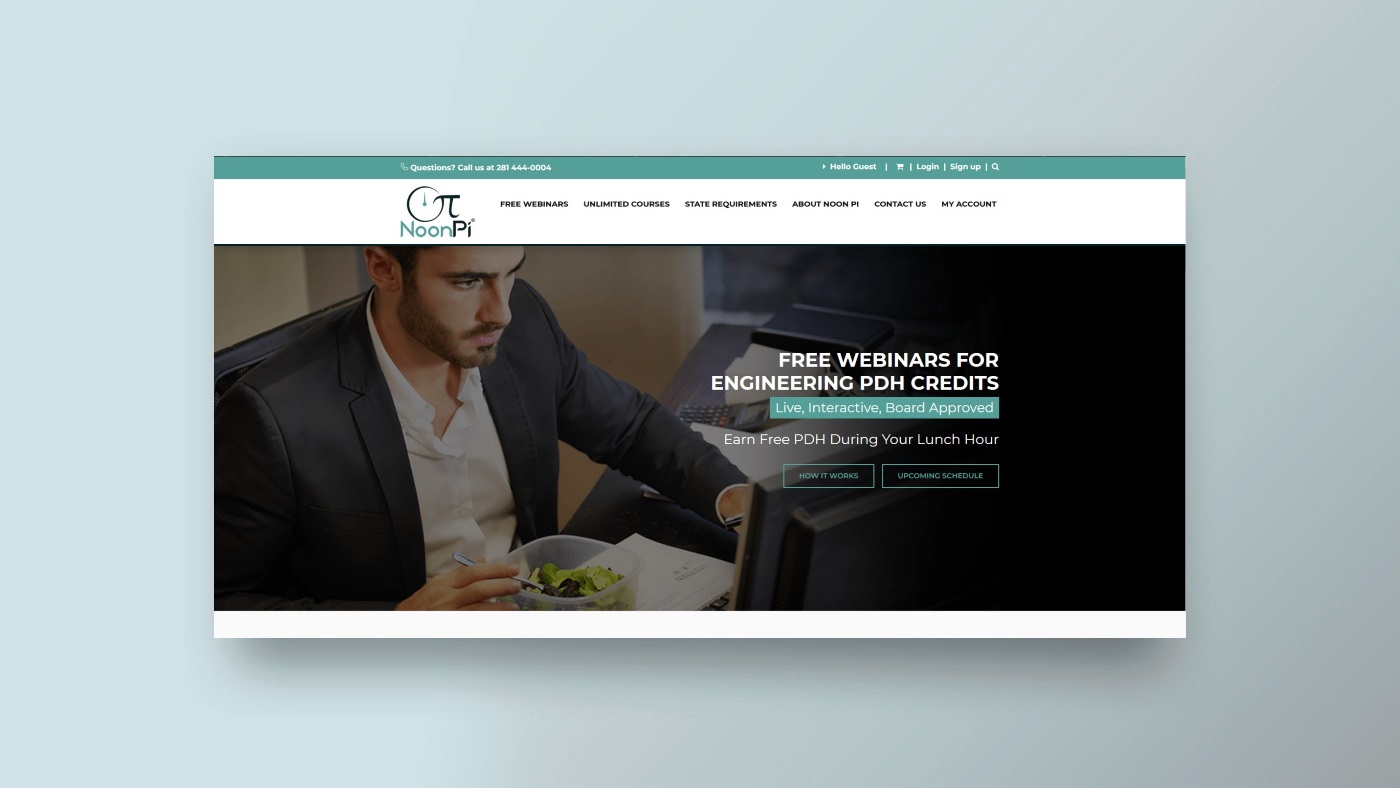 Questions? Call us at 281 444-0004
Hello Guest | | Login | Sign up |
NoonPi
FREE WEBINARS UNLIMITED COURSES STATE REQUIREMENTS ABOUT NOON PI CONTACT US MY ACCOUNT
FREE WEBINARS FOR
ENGINEERING PDH CREDITS
Live, Interactive, Board Approved
Earn Free PDH During Your Lunch Hour
HOW IT WORKS UPCOMING SCHEDULE